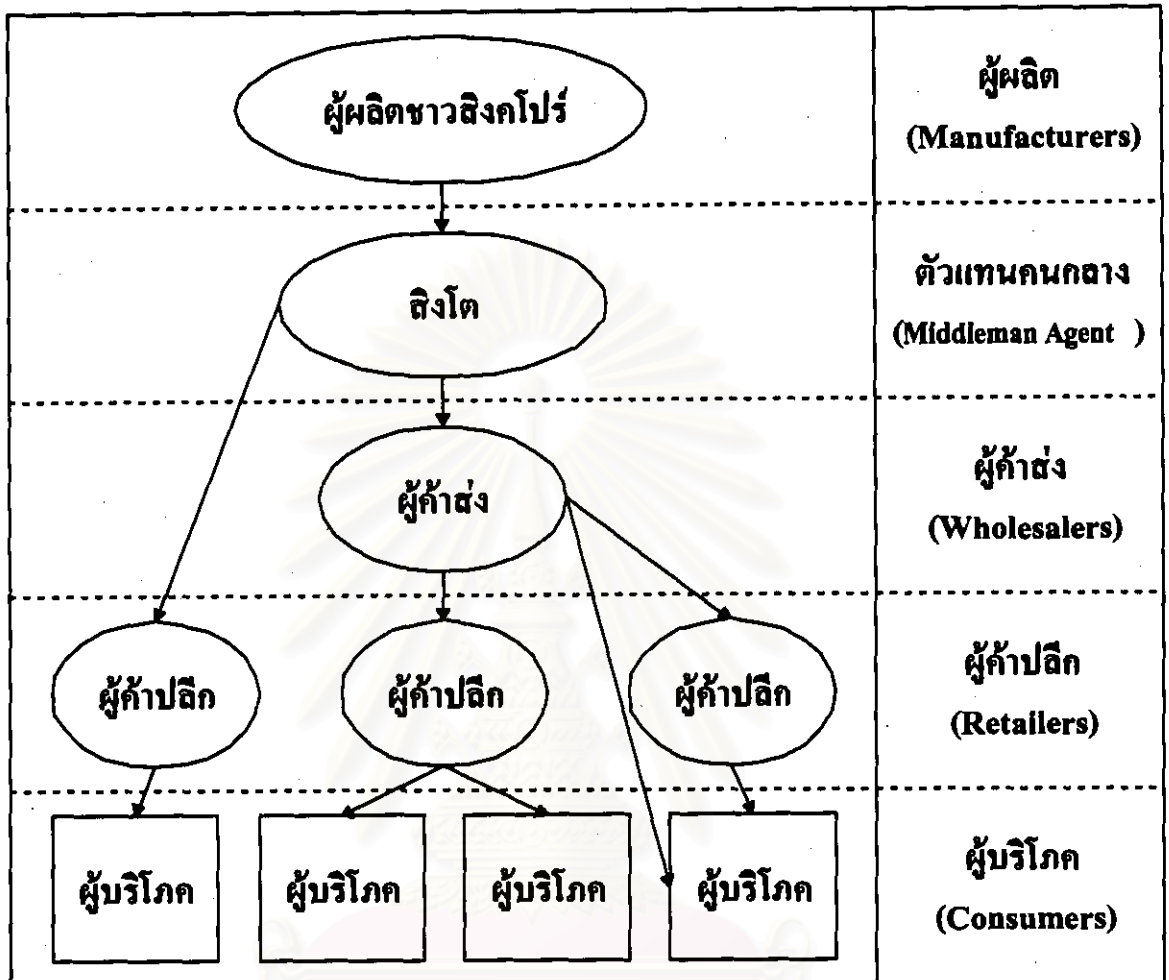 ผู้ผลิตชาวสิงคโปร์
ผู้ผลิต
(Manufacturers)
สิงโต
ตัวแทนคนกลาง
(Middleman Agent )
ผู้ค้าส่ง
ผู้ค้าส่ง
(Wholesalers)
ผู้ค้าปลีก
ผู้ค้าปลีก
ผู้ค้าปลีก
ผู้ค้าปลีก
(Retailers)
ผู้บริโภค
ผู้บริโภค
ผู้บริโภค
ผู้บริโภค
ผู้บริโภค
(Consumers)